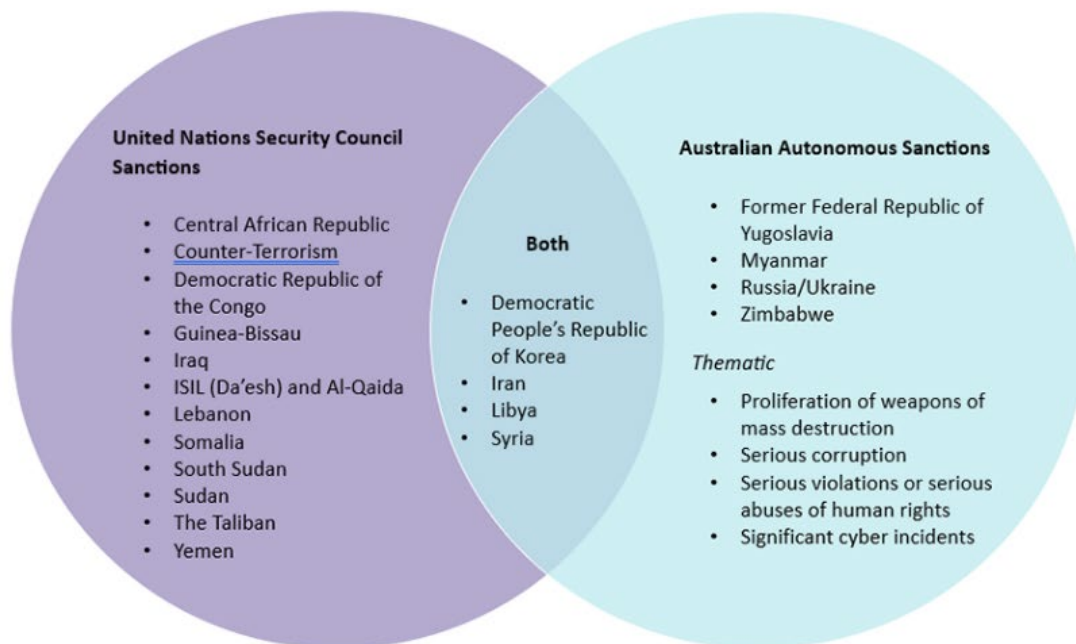 United Nations Security Council
Sanctions
• Central African Republic
• Counter-Terrorism
• Democratic Republic of
the Congo
• Guinea-Bissau
• Iraq
• ISIL (Da’esh) and Al-Qaida
• Lebanon
• Somalia
• South Sudan
• Sudan
• The Taliban
• Yemen
Both
• Democratic
People’s Republic
of Korea
• Iran
• Libya
• Syria
Australian Autonomous Sanctions
• Former Federal Republic of
Yugoslavia
• Myanmar
• Russia/Ukraine
• Zimbabwe
Thematic
• Proliferation of weapons of
mass destruction
• Serious corruption
• Serious violations or serious
abuses of human rights
• Significant cyber incidents